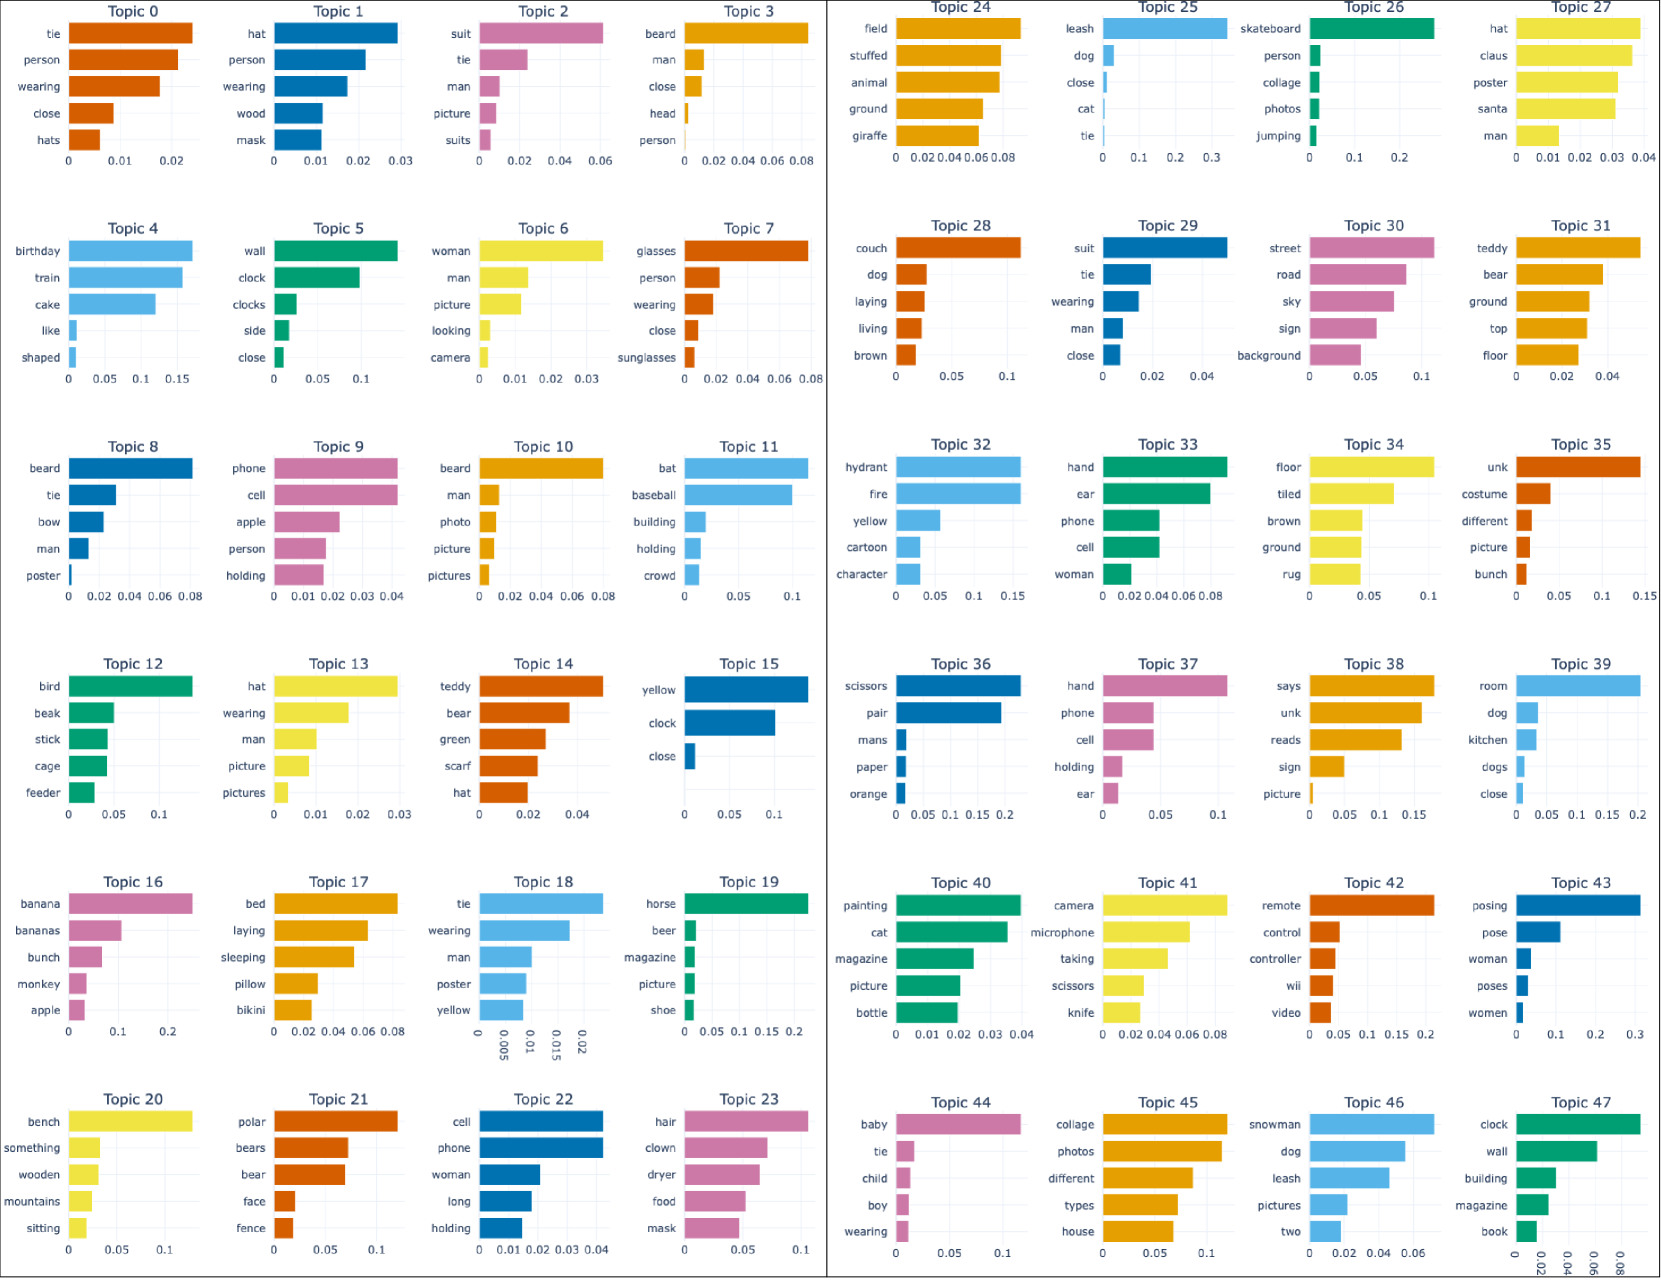 Topic 0
tie
person
wearing
close
hats
0 0.01 0.02
Topic 1
hat
person
wearing
wood
mask
0 0.01 0.02 0.03
Topic 2
suit
tie
man
picture
suits
0 0.02 0.04 0.06
Topic 3
beard
man
close
head
person
0 0.02 0.04 0.06 0.08
Topic 4
birthday
train
cake
like
shaped
0 0.05 0.1 0.15
Topic 5
wall
clock
clocks
side
close
0 0.05 0.1
Topic 6
woman
man
picture
looking
camera
0 0.01 0.02 0.03
Topic 7
glasses
person
wearing
close
sunglasses
0 0.02 0.04 0.06 0.08
Topic 8
beard
tie
bow
man
poster
0 0.02 0.04 0.06 0.08
Topic 9
phone
cell
apple
person
holding
0 0.01 0.02 0.03 0.04
Topic 10
beard
man
photo
picture
pictures
0 0.02 0.04 0.06 0.08
Topic 11
bat
baseball
building
holding
crowd
0 0.05 0.1
Topic 12
bird
beak
stick
cage
feeder
0 0.05 0.1
Topic 13
hat
wearing
man
picture
pictures
0 0.01 0.02 0.03
Topic 14
teddy
bear
green
scarf
hat
0 0.02 0.04
Topic 15
yellow
clock
close
0 0.05 0.1
Topic 16
banana
bananas
bunch
monkey
apple
0 0.1 0.2
Topic 17
bed
laying
sleeping
pillow
bikini
0 0.02 0.04 0.06 0.08
Topic 18
tie
wearing
man
poster
yellow
0 0.005 0.01 0.015 0.02
Topic 19
horse
beer
magazine
picture
shoe
0 0.05 0.1 0.15 0.2
Topic 20
bench
something
wooden
mountains
sitting
0 0.05 0.1
Topic 21
polar
bears
bear
face
fence
0 0.05 0.1
Topic 22
cell
phone
woman
long
holding
0 0.01 0.02 0.03 0.04
Topic 23
hair
clown
dryer
food
mask
0 0.05 0.1
Topic 24
field
stuffed
animal
ground
giraffe
0 0.02 0.04 0.06 0.08
Topic 25
leash
dog
close
cat
tie
0 0.1 0.2 0.3
Topic 26
skateboard
person
collage
photos
jumping
0 0.1 0.2
Topic 27
hat
claus
poster
santa
man
0 0.01 0.02 0.03 0.04
Topic 28
couch
dog
laying
living
brown
0 0.05 0.1
Topic 29
suit
tie
wearing
man
close
0 0.02 0.04
Topic 30
street
road
sky
sign
background
0 0.05 0.1
Topic 31
teddy
bear
ground
top
floor
0 0.02 0.04
Topic 32
hydrant
fire
yellow
cartoon
character
0 0.05 0.1 0.15
Topic 33
hand
ear
phone
cell
woman
0 0.02 0.04 0.06 0.08
Topic 34
floor
tiled
brown
ground
rug
0 0.05 0.1
Topic 35
unk
costume
different
picture
bunch
0 0.05 0.1 0.15
Topic 36
scissors
pair
mans
paper
orange
0 0.05 0.1 0.15 0.2
Topic 37
hand
phone
cell
holding
ear
0 0.05 0.1
Topic 38
says
unk
reads
sign
picture
0 0.05 0.1 0.15
Topic 39
room
dog
kitchen
dogs
close
0 0.05 0.1 0.15 0.2
Topic 40
painting
cat
magazine
picture
bottle
0 0.01 0.02 0.03 0.04
Topic 41
camera
microphone
taking
scissors
knife
0 0.02 0.04 0.06 0.08
Topic 42
remote
control
controller
wii
video
0 0.05 0.1 0.15 0.2
Topic 43
posing
pose
woman
poses
women
0 0.1 0.2 0.3
Topic 44
baby
tie
child
boy
wearing
0 0.05 0.1
Topic 45
collage
photos
different
types
house
0 0.05 0.1
Topic 46
snowman
dog
leash
pictures
two
0 0.02 0.04 0.06
Topic 47
clock
wall
building
magazine
book
0 0.02 0.04 0.06 0.08